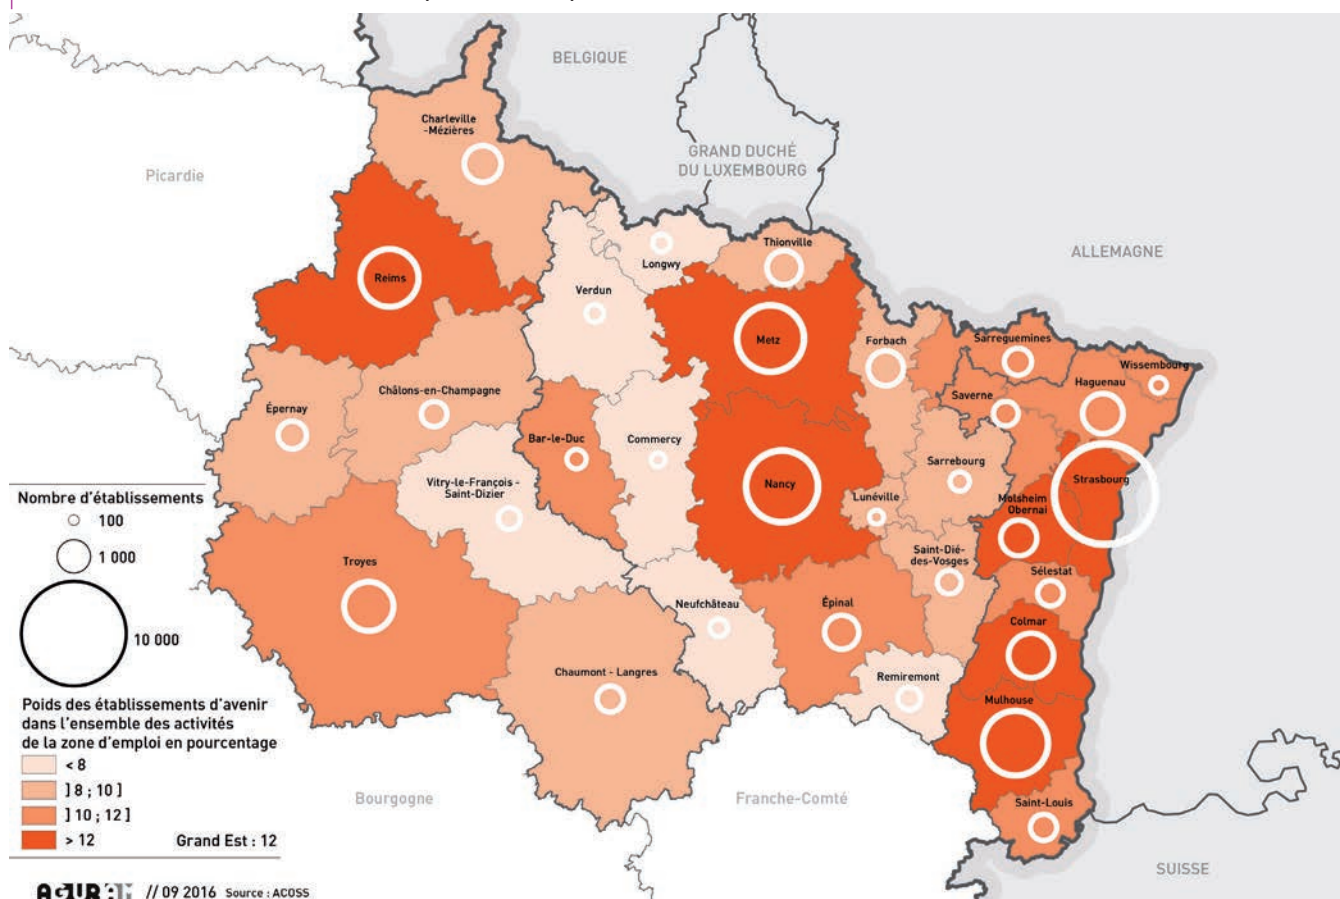 BELGIQUE
GRAND DUCHÉ
DU LUXEMBOURG
ALLEMAGNE
Picardie
Charleville
-Mézières
Reims
Longwy
Thionville
Verdun
Metz
Forbach
Sarreguemines
Wissembourg
Haguenau
Saverne
Épernay
Châlons-en-Champagne
Bar-le-Duc
Commercy
Nancy
Lunéville
Sarrebourg
Strasbourg
Molsheim
Obernai
Vitry-le-François -
Saint-Dizier
Saint-Dié-
des-Vosges
Sélestat
Troyes
Neufchâteau
Épinal
Colmar
Chaumont - Langres
Remiremont
Mulhouse
Saint-Louis
Bourgogne
Franche-Comté
SUISSE
Nombre d'établissements
100
1 000
10 000
Poids des établissements d'avenir
dans l'ensemble des activités
de la zone d'emploi en pourcentage
< 8
] 8 ; 10 ]
] 10 ; 12 ]
> 12 Grand Est : 12
// 09 2016 Source : ACOSS